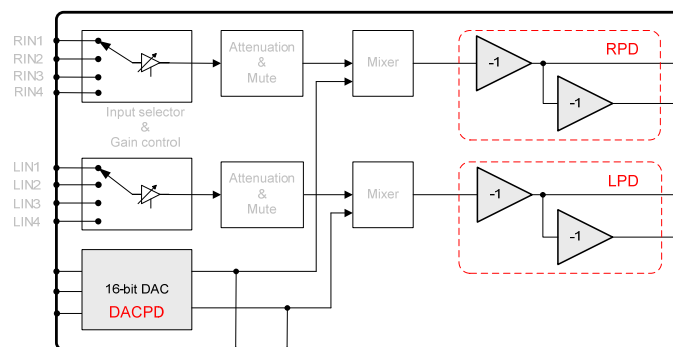 RIN1
RIN2
RIN3
RIN4
Input selector
&
Gain control
Attenuation
&
Mute
Mixer
-1
-1
RPD
LIN1
LIN2
LIN3
LIN4
Attenuation
&
Mute
Mixer
-1
-1
LPD
16-bit DAC
DACPD